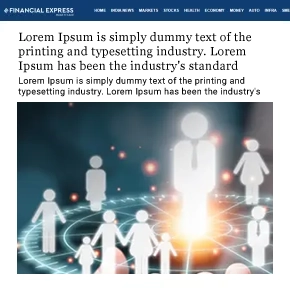 FINANCIAL EXPRESS
HOME INDIA NEWS MARKETS STOCKS HEALTH ECONOMY MONEY AUTO INFRA
Lorem Ipsum is simply dummy text of the
printing and typesetting industry. Lorem
Ipsum has been the industry's standard
Lorem Ipsum is simply dummy text of the printing and
typesetting industry. Lorem Ipsum has been the industry's